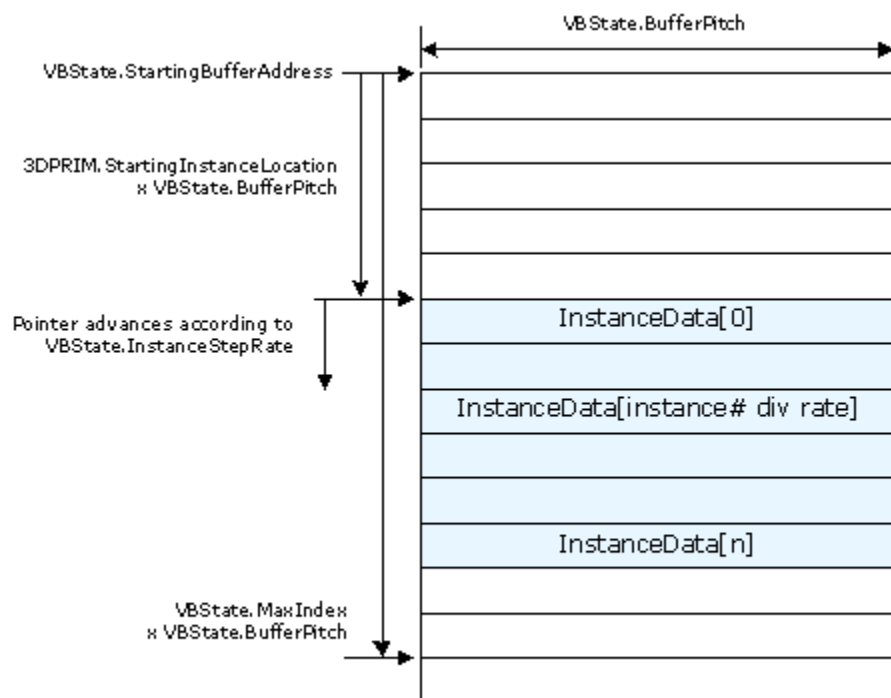 VBState.BufferPitch
VBState.StartingBufferAddress
3DPRIM.StartingInstanceLocation
x VBState.BufferPitch
InstanceData[0]
Pointer advances according to
VBState.InstanceStepRate
InstanceData[instance# div rate]
InstanceData[n]
VBState.MaxIndex
x VBState.BufferPitch